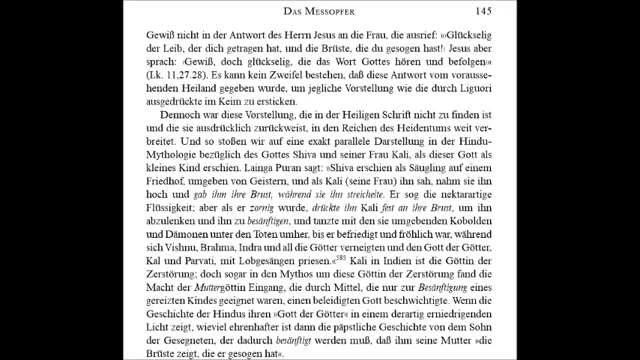 DAS MESSOPFER 145
Gewiß nicht in der Antwort des Herrn Jesus an die Frau, die ausrief: »›Glückselig
der Leib, der dich getragen hat, und die Brüste, die du gesogen hast!‹ Jesus aber
sprach: ›Gewiß, doch glückselig, die das Wort Gottes hören und befolgen‹«
(Lk. 11,27.28). Es kann kein Zweifel bestehen, daß diese Antwort vom vorausse-
henden Heiland gegeben wurde, um jegliche Vorstellung wie die durch Liguori
ausgedrückte im Keim zu ersticken.
Dennoch war diese Vorstellung, die in der Heiligen Schrift nicht zu finden ist
und die sie ausdrücklich zurückweist, in den Reichen des Heidentums weit ver-
breitet. Und so stoßen wir auf eine exakt parallele Darstellung in der Hindu-
Mythologie bezüglich des Gottes Shiva und seiner Frau Kali, als dieser Gott als
kleines Kind erschien. Lainga Puran sagt: »Shiva erschien als Säugling auf einem
Friedhof, umgeben von Geistern, und als Kali (seine Frau) ihn sah, nahm sie ihn
hoch und gab ihm ihre Brust, während sie ihn streichelte. Er sog die nektarartige
Flüssigkeit; aber als er zornig wurde, drückte ihn Kali fest an ihre Brust, um ihn
abzulenken und ihn zu besänftigen, und tanzte mit den sie umgebenden Kobolden
und Dämonen unter den Toten umher, bis er befriedigt und fröhlich war, während
sich Vishnu, Brahma, Indra und all die Götter verneigten und den Gott der Götter,
Kal und Parvati, mit Lobgesängen priesen.«585 Kali in Indien ist die Göttin der
Zerstörung; doch sogar in den Mythos um diese Göttin der Zerstörung fand die
Macht der Muttergöttin Eingang, die durch Mittel, die nur zur Besänftigung eines
gereizten Kindes geeignet waren, einen beleidigten Gott beschwichtigte. Wenn die
Geschichte der Hindus ihren »Gott der Götter« in einem derartig erniedrigenden
Licht zeigt, wieviel ehrenhafter ist dann die päpstliche Geschichte von dem Sohn
der Gesegneten, der dadurch besänftigt werden muß, daß ihm seine Mutter »die
Brüste zeigt, die er gesogen hat«.